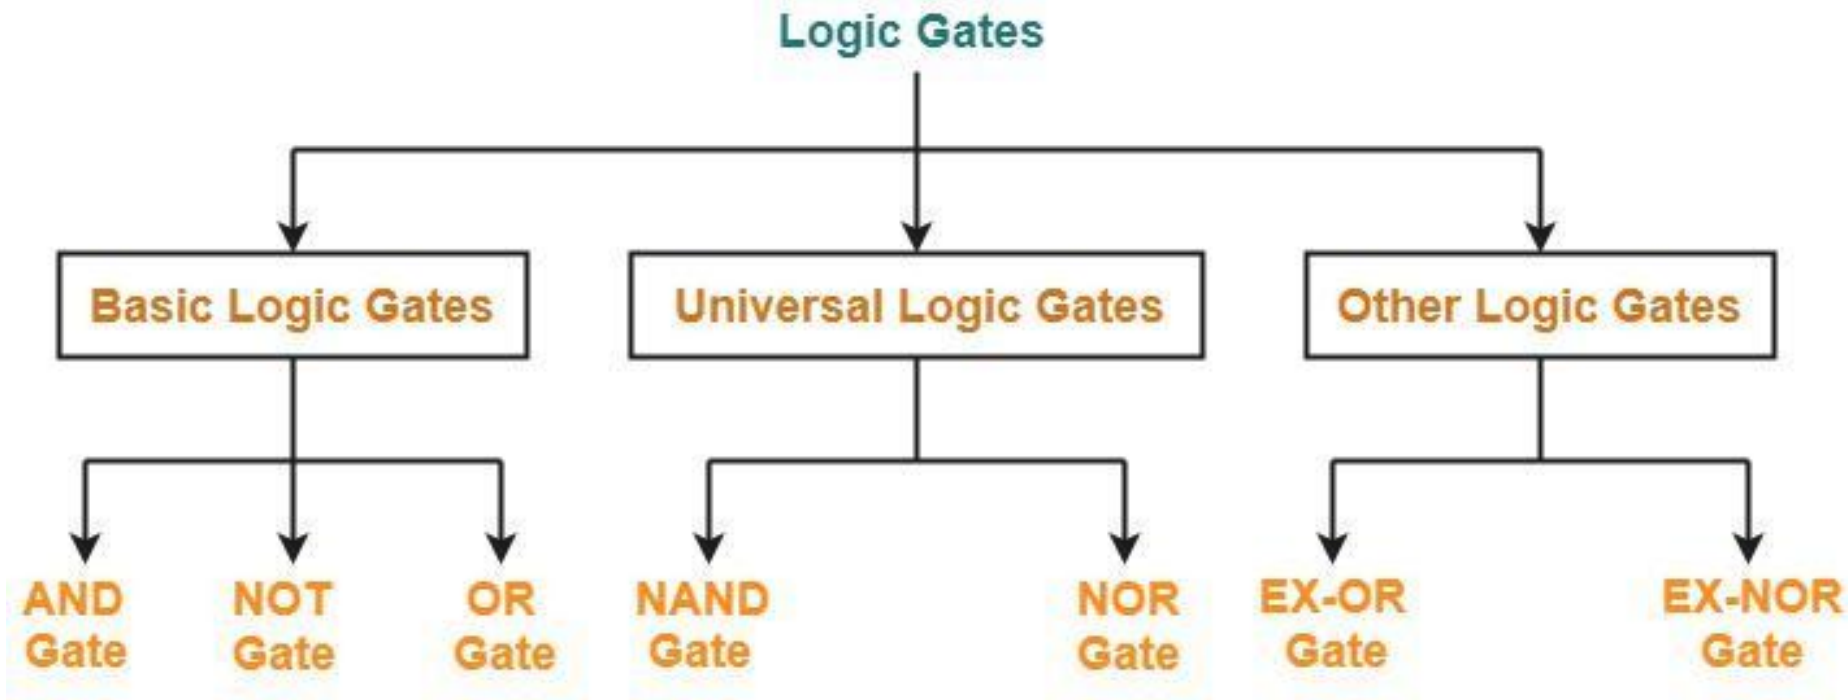 Logic Gates
Basic Logic Gates
Universal Logic Gates
Other Logic Gates
AND
Gate
NOT
Gate
OR
Gate
NAND
Gate
NOR
Gate
EX-OR
Gate
EX-NOR
Gate